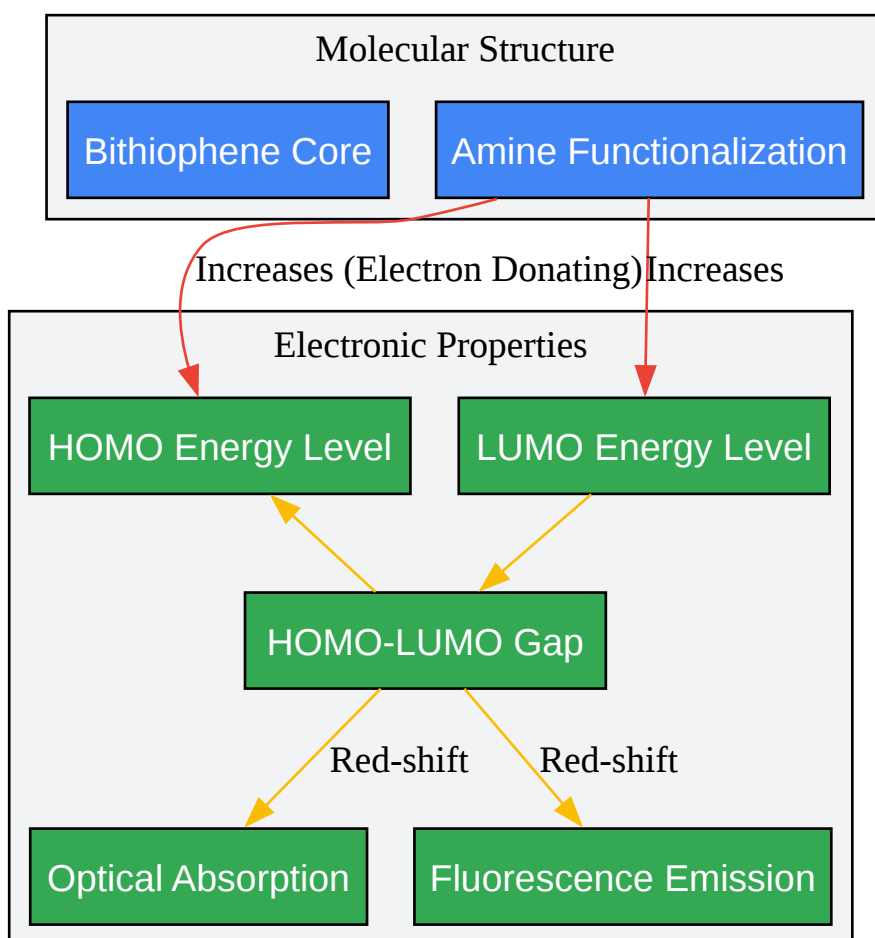 Molecular Structure
Bithiophene Core
Amine Functionalization
Increases (Electron Donating)
Increases
Electronic Properties
HOMO Energy Level
LUMO Energy Level
HOMO-LUMO Gap
Red-shift
Red-shift
Optical Absorption
Fluorescence Emission